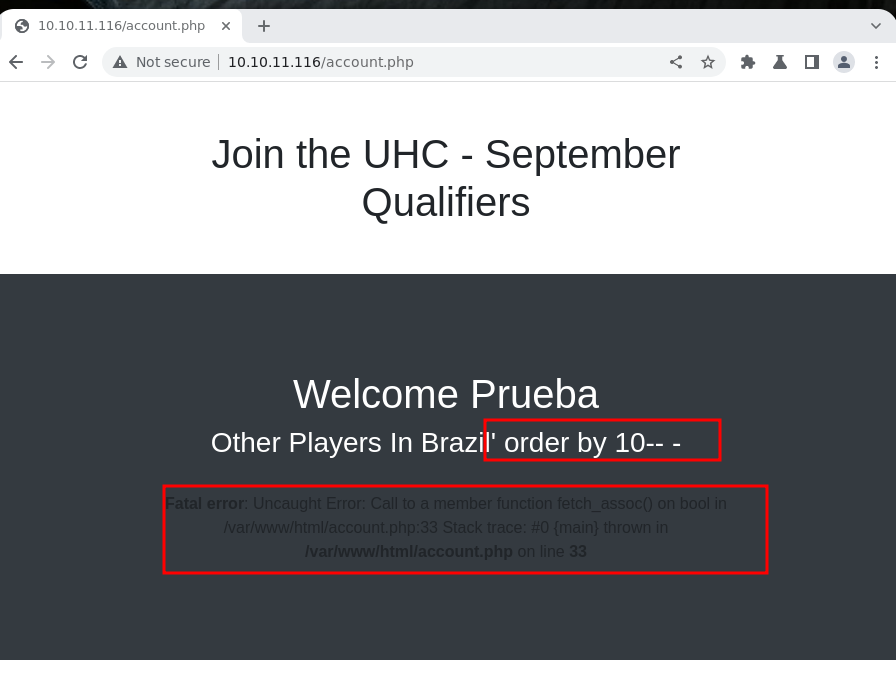 10.10.11.116/account.php
Not secure 10.10.11.116/account.php
Join the UHC - September
Qualifiers
Welcome Prueba
Other Players In Brazil' order by 10-- -
Fatal error: Uncaught Error: Call to a member function fetch_assoc() on bool in
/var/www/html/account.php:33 Stack trace: #0 {main} thrown in
/var/www/html/account.php on line 33